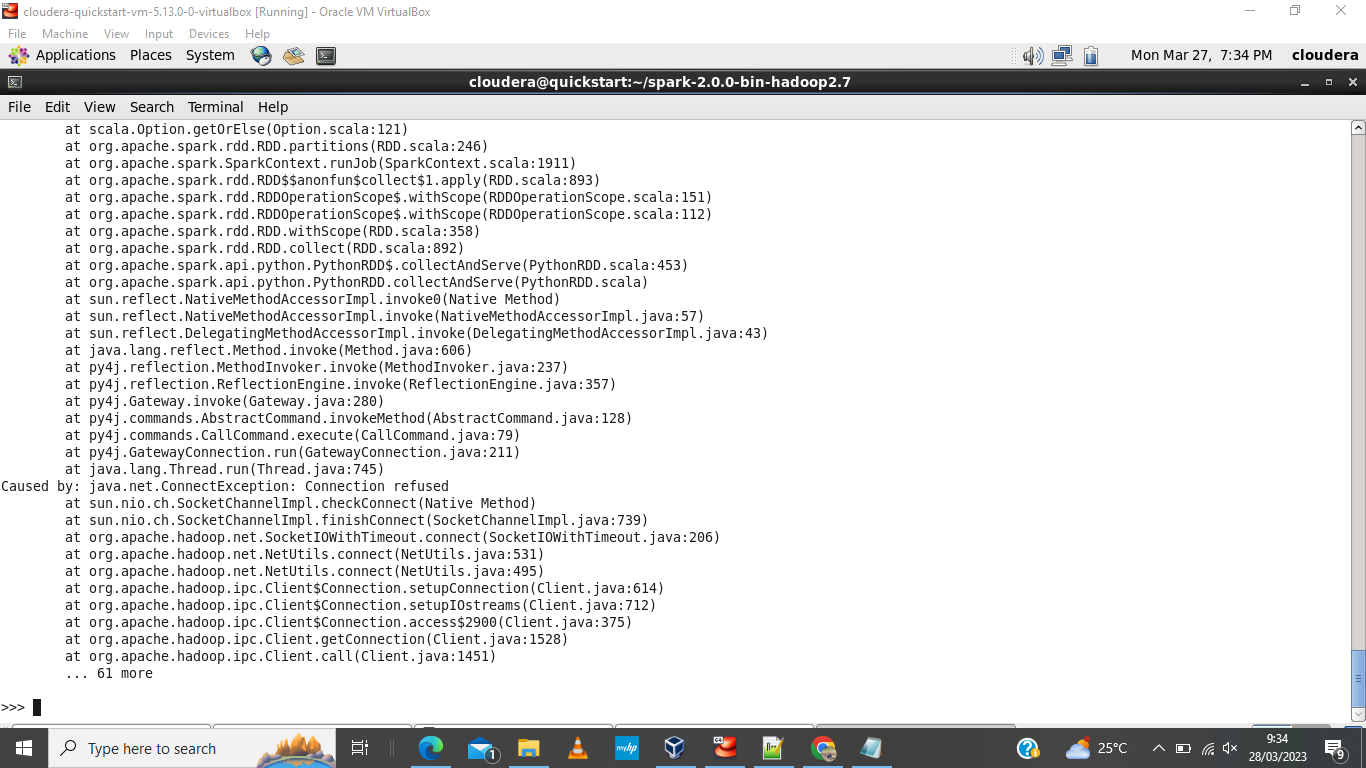 cloudera-quickstart-vm-5.13.0-0-virtualbox [Running] - Oracle VM VirtualBox
File Machine View Input Devices Help
Applications Places System Mon Mar 27, 7:34 PM cloudera
cloudera@quickstart:~/spark-2.0.0-bin-hadoop2.7
File Edit View Search Terminal Help
at scala.Option.getOrElse(Option.scala:121)
at org.apache.spark.rdd.RDD.partitions(RDD.scala:246)
at org.apache.spark.SparkContext.runJob(SparkContext.scala:1911)
at org.apache.spark.rdd.RDD$$anonfun$collect$1.apply(RDD.scala:893)
at org.apache.spark.rdd.RDDOperationScope$.withScope(RDDOperationScope.scala:151)
at org.apache.spark.rdd.RDDOperationScope$.withScope(RDDOperationScope.scala:112)
at org.apache.spark.rdd.RDD.withScope(RDD.scala:358)
at org.apache.spark.rdd.RDD.collect(RDD.scala:892)
at org.apache.spark.api.python.PythonRDD$.collectAndServe(PythonRDD.scala:453)
at org.apache.spark.api.python.PythonRDD.collectAndServe(PythonRDD.scala)
at sun.reflect.NativeMethodAccessorImpl.invoke0(Native Method)
at sun.reflect.NativeMethodAccessorImpl.invoke(NativeMethodAccessorImpl.java:57)
at sun.reflect.DelegatingMethodAccessorImpl.invoke(DelegatingMethodAccessorImpl.java:43)
at java.lang.reflect.Method.invoke(Method.java:606)
at py4j.reflection.MethodInvoker.invoke(MethodInvoker.java:237)
at py4j.reflection.ReflectionEngine.invoke(ReflectionEngine.java:357)
at py4j.Gateway.invoke(Gateway.java:280)
at py4j.commands.AbstractCommand.invokeMethod(AbstractCommand.java:128)
at py4j.commands.CallCommand.execute(CallCommand.java:79)
at py4j.GatewayConnection.run(GatewayConnection.java:211)
at java.lang.Thread.run(Thread.java:745)
Caused by: java.net.ConnectException: Connection refused
at sun.nio.ch.SocketChannelImpl.checkConnect(Native Method)
at sun.nio.ch.SocketChannelImpl.finishConnect(SocketChannelImpl.java:739)
at org.apache.hadoop.net.SocketIOWithTimeout.connect(SocketIOWithTimeout.java:206)
at org.apache.hadoop.net.NetUtils.connect(NetUtils.java:531)
at org.apache.hadoop.net.NetUtils.connect(NetUtils.java:495)
at org.apache.hadoop.ipc.Client$Connection.setupConnection(Client.java:614)
at org.apache.hadoop.ipc.Client$Connection.setupIOstreams(Client.java:712)
at org.apache.hadoop.ipc.Client$Connection.access$2900(Client.java:375)
at org.apache.hadoop.ipc.Client.getConnection(Client.java:1528)
at org.apache.hadoop.ipc.Client.call(Client.java:1451)
... 61 more
>>>
Type here to search 1 myhp 25°C 9:34
28/03/2023 9